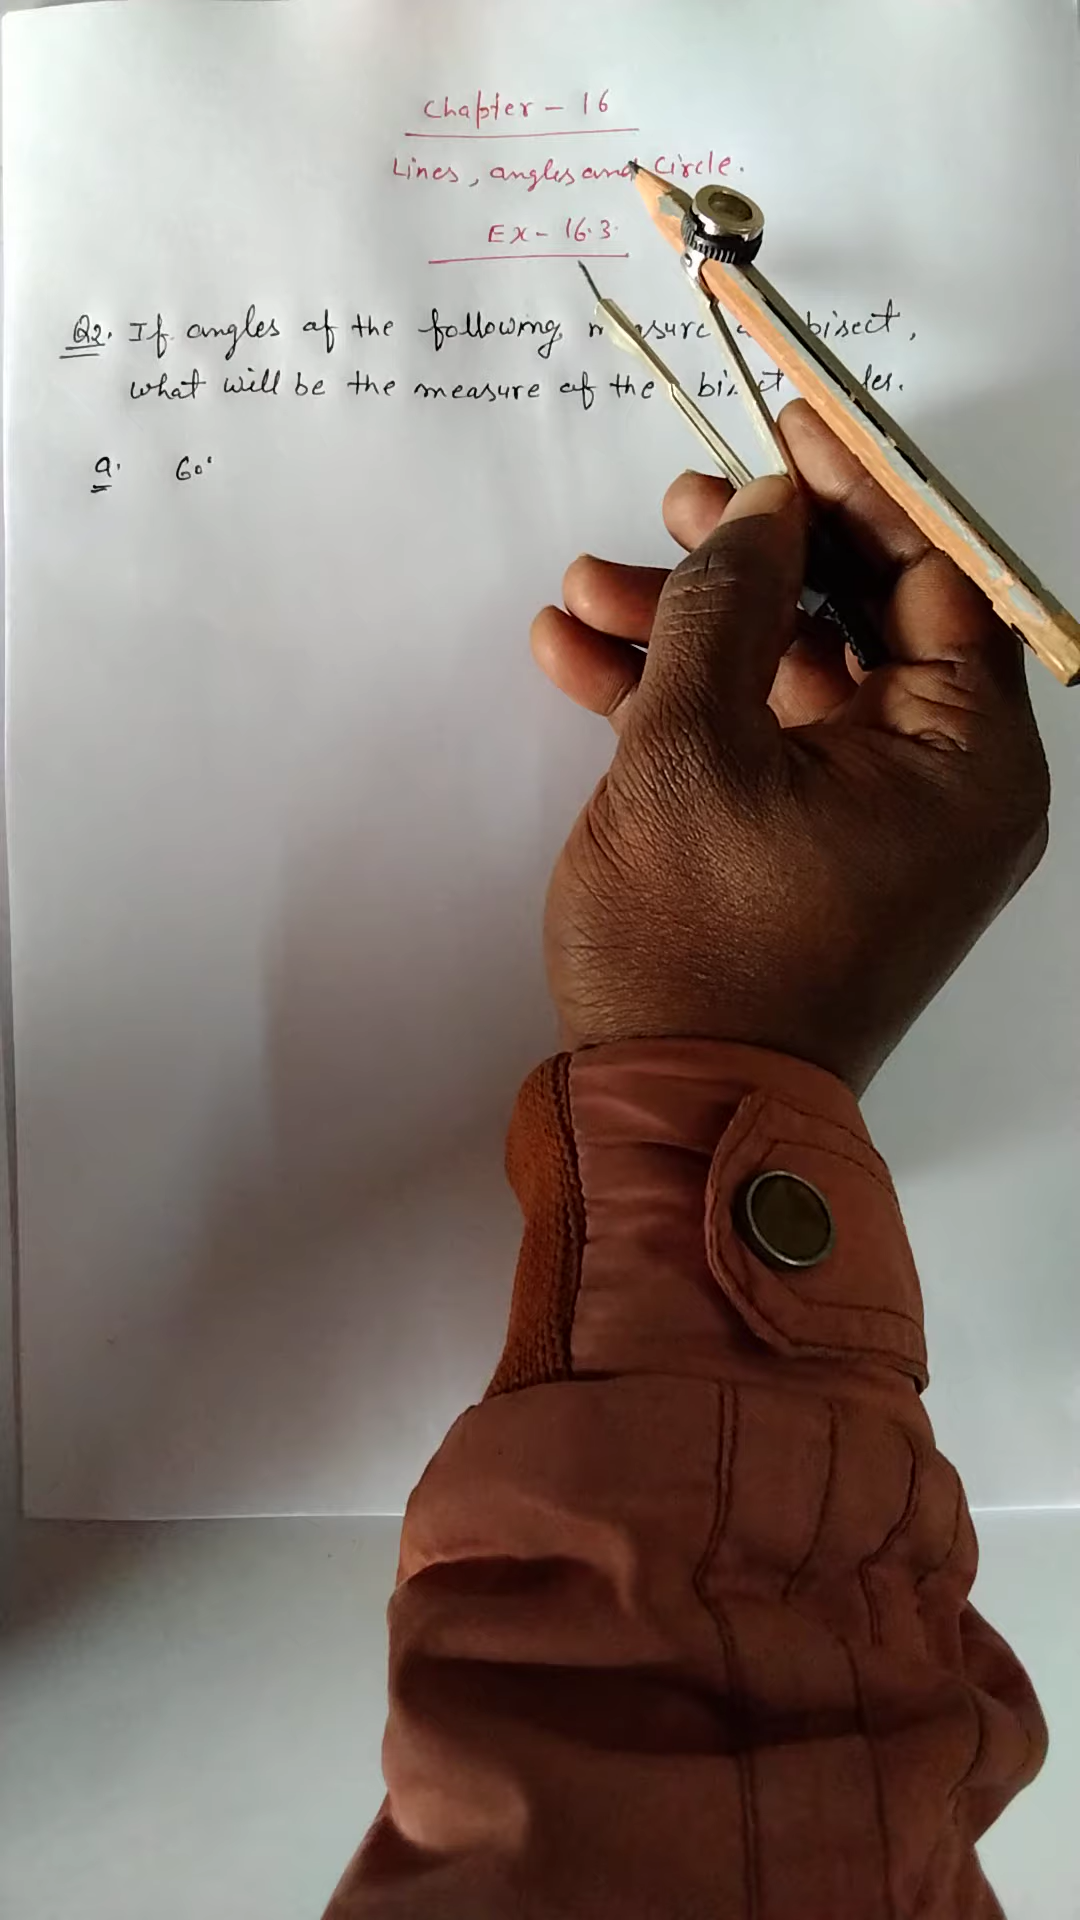 Chapter - 16
Lines, angles and Circle.
Ex - 16.3.
Q2. If angles of the following bisect,
what will be the measure of the
a. 60°